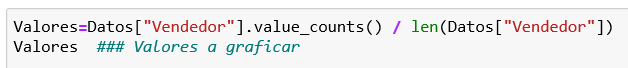 Valores=Datos["Vendedor"].value_counts() / len(Datos["Vendedor"])
Valores  ### Valores a graficar